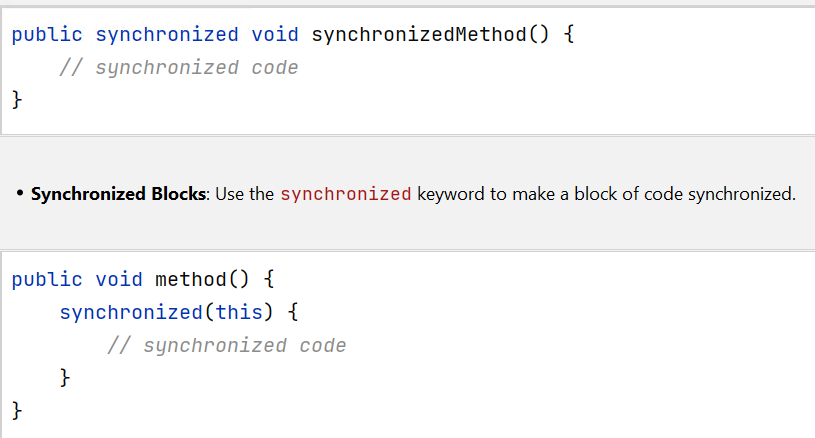 public synchronized void synchronizedMethod() {
    // synchronized code
}
• Synchronized Blocks: Use the synchronized keyword to make a block of code synchronized.
public void method() {
    synchronized(this) {
        // synchronized code
    }
}